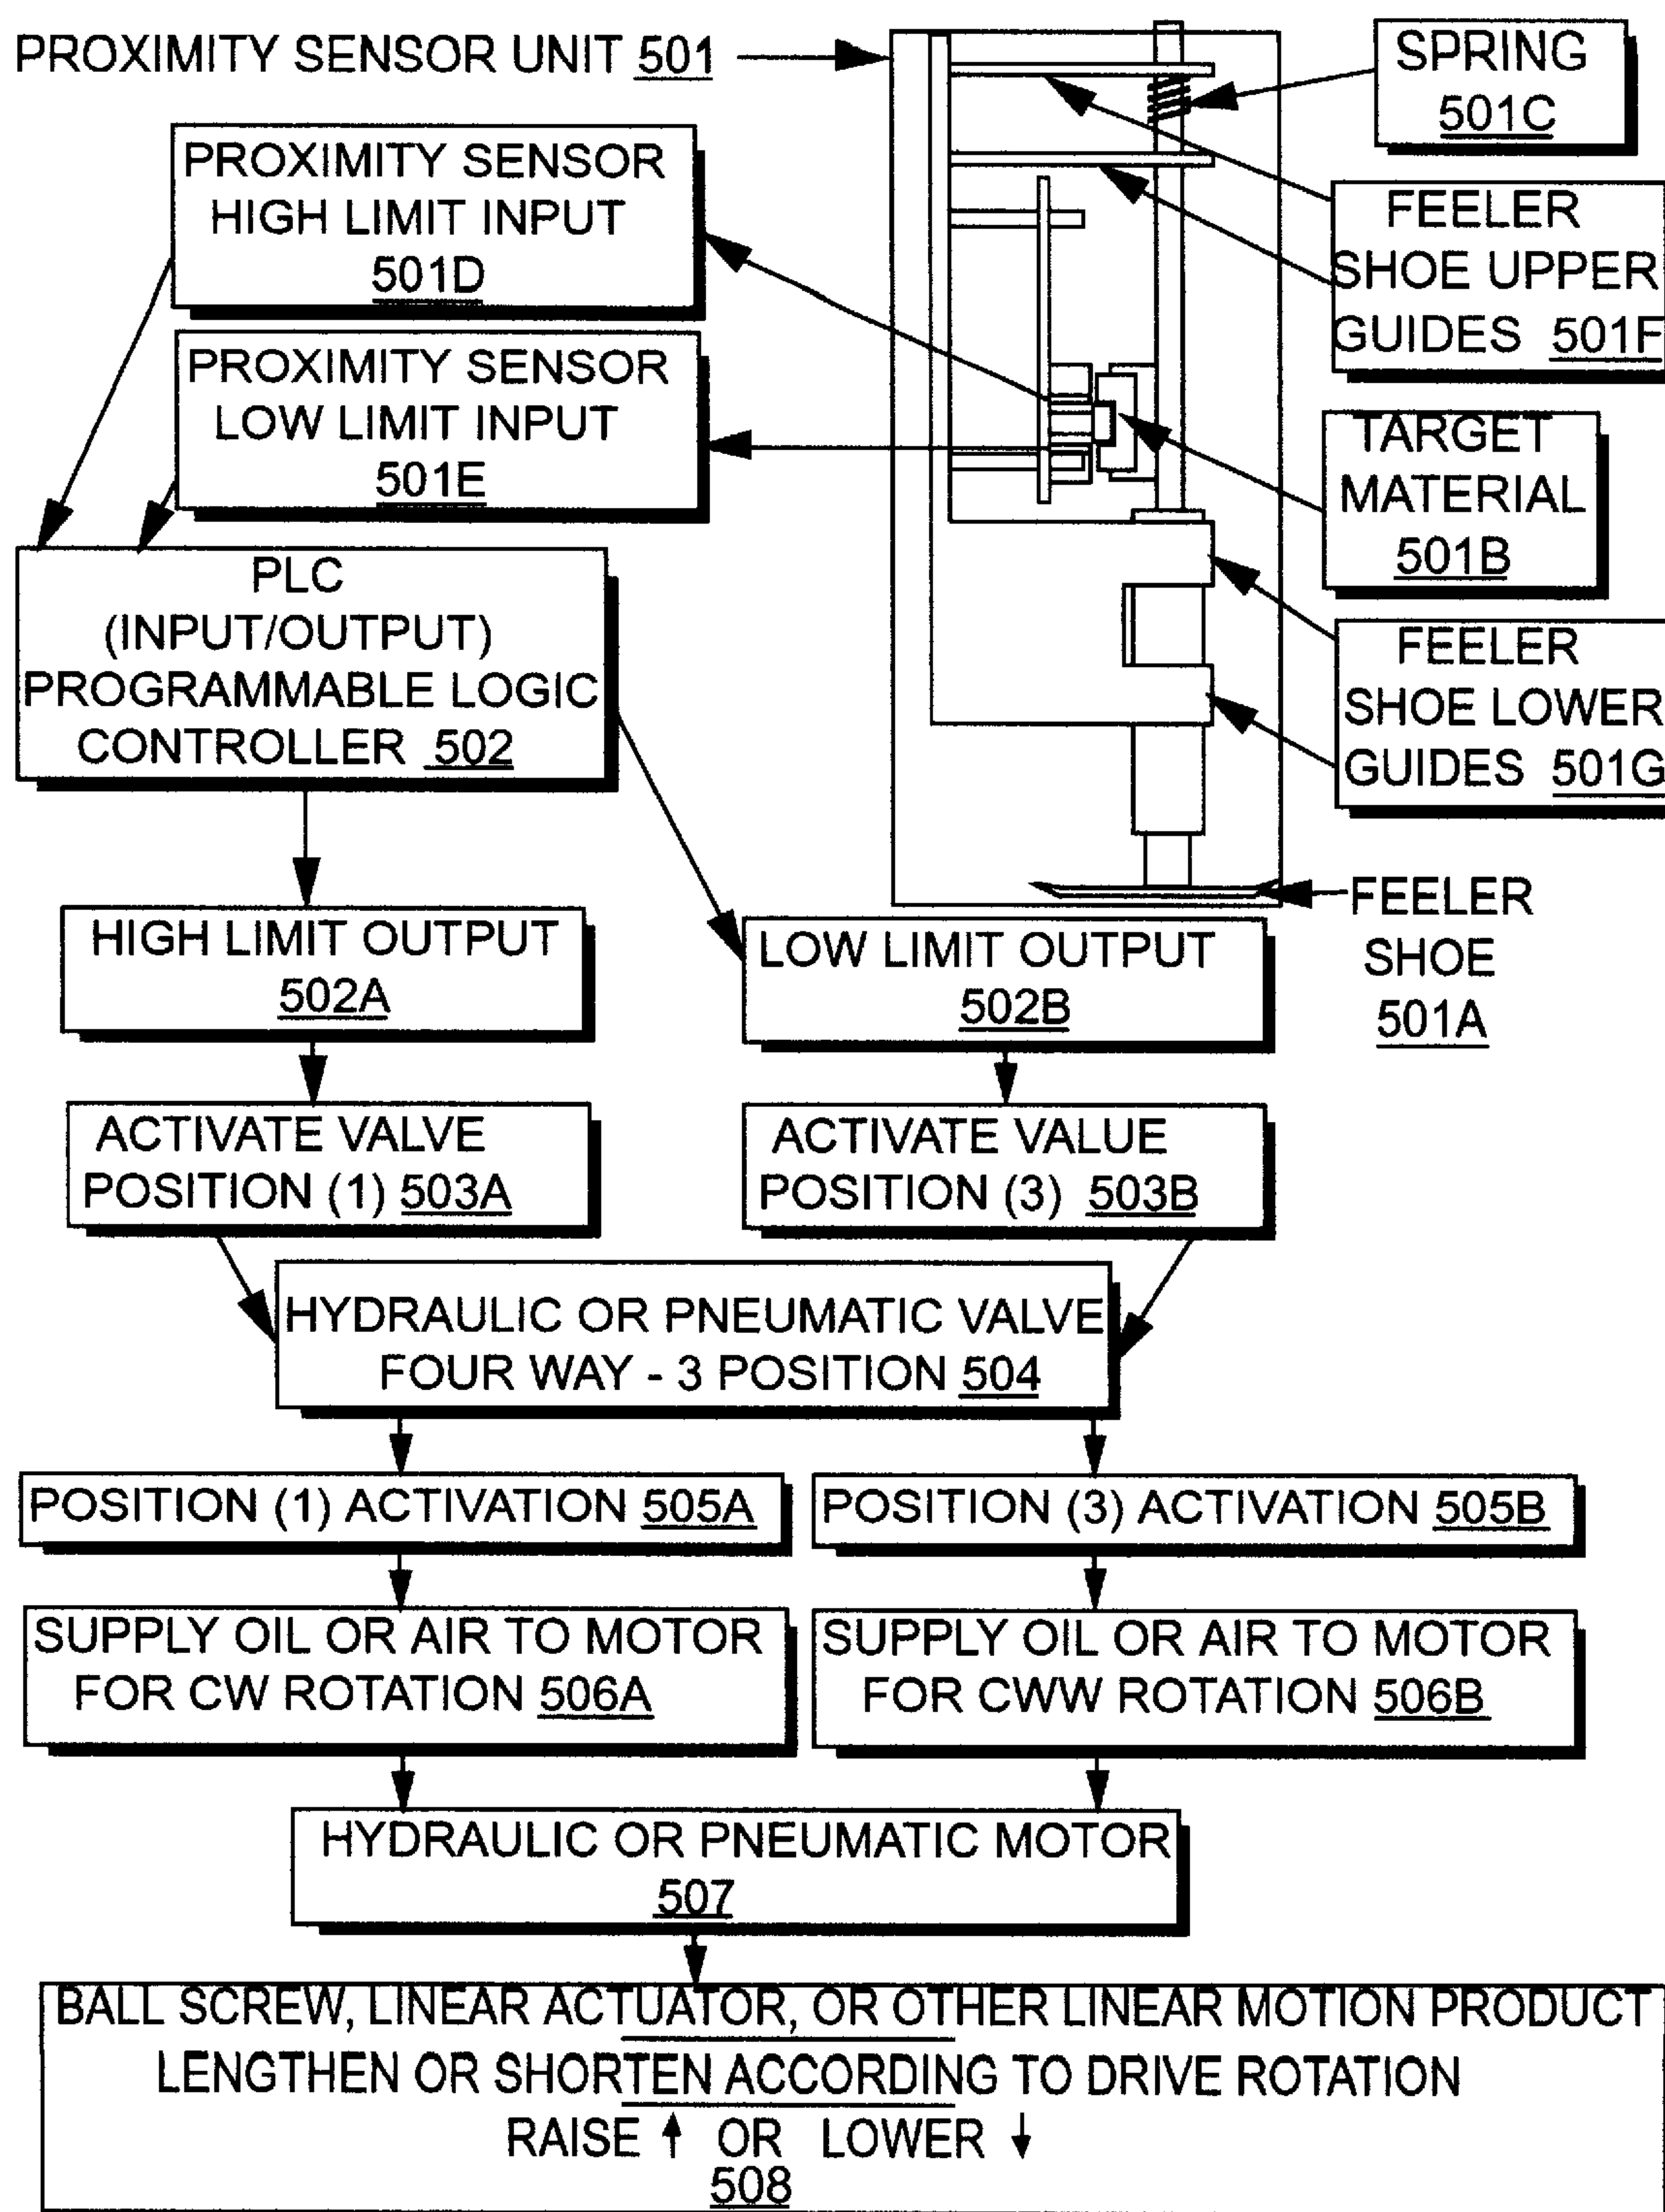 PROXIMITY SENSOR UNIT 501
SPRING
501C
PROXIMITY SENSOR
HIGH LIMIT INPUT
501D
FEELER
SHOE UPPER
GUIDES 501F
PROXIMITY SENSOR
LOW LIMIT INPUT
501E
TARGET
MATERIAL
501B
PLC
(INPUT/OUTPUT)
PROGRAMMABLE LOGIC
CONTROLLER 502
FEELER
SHOE LOWER
GUIDES 501G
FEELER
SHOE
501A
HIGH LIMIT OUTPUT
502A
LOW LIMIT OUTPUT
502B
ACTIVATE VALVE
POSITION (1) 503A
ACTIVATE VALUE
POSITION (3) 503B
HYDRAULIC OR PNEUMATIC VALVE
FOUR WAY - 3 POSITION 504
POSITION (1) ACTIVATION 505A
POSITION (3) ACTIVATION 505B
SUPPLY OIL OR AIR TO MOTOR
FOR CW ROTATION 506A
SUPPLY OIL OR AIR TO MOTOR
FOR CWW ROTATION 506B
HYDRAULIC OR PNEUMATIC MOTOR
507
BALL SCREW, LINEAR ACTUATOR, OR OTHER LINEAR MOTION PRODUCT
LENGTHEN OR SHORTEN ACCORDING TO DRIVE ROTATION
RAISE ↑ OR LOWER ↓
508